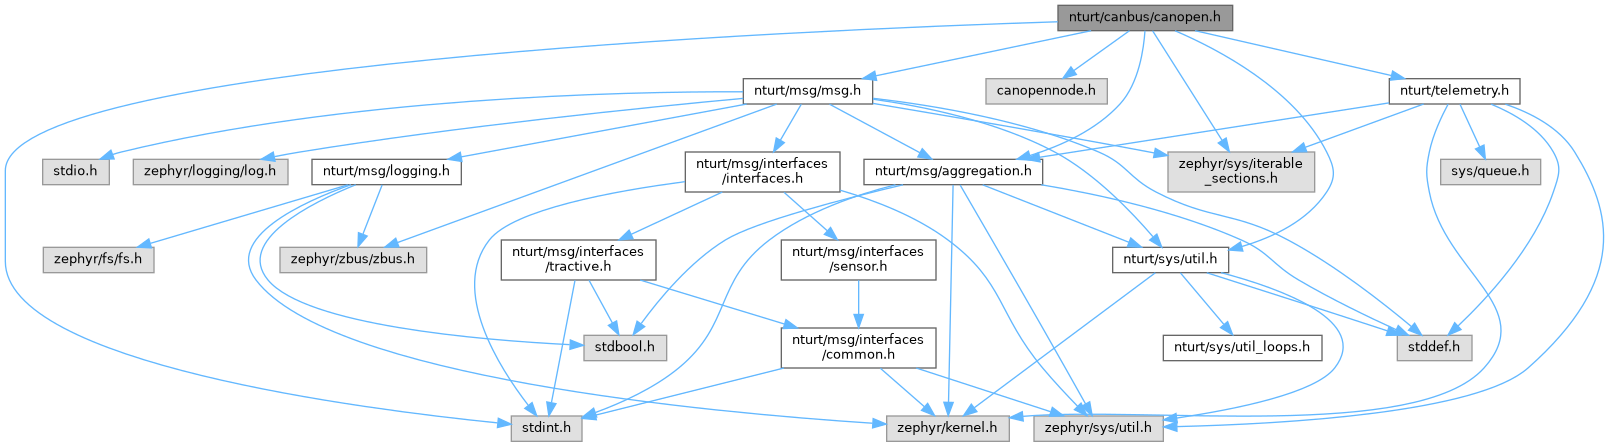 nturt/canbus/canopen.h
nturt/msg/msg.h
canopennode.h
nturt/telemetry.h
stdio.h
zephyr/logging/log.h
nturt/msg/logging.h
nturt/msg/interfaces
/interfaces.h
nturt/msg/aggregation.h
zephyr/sys/iterable
_sections.h
sys/queue.h
zephyr/fs/fs.h
zephyr/zbus/zbus.h
nturt/msg/interfaces
/tractive.h
nturt/msg/interfaces
/sensor.h
nturt/sys/util.h
stdbool.h
nturt/msg/interfaces
/common.h
nturt/sys/util_loops.h
stddef.h
stdint.h
zephyr/kernel.h
zephyr/sys/util.h